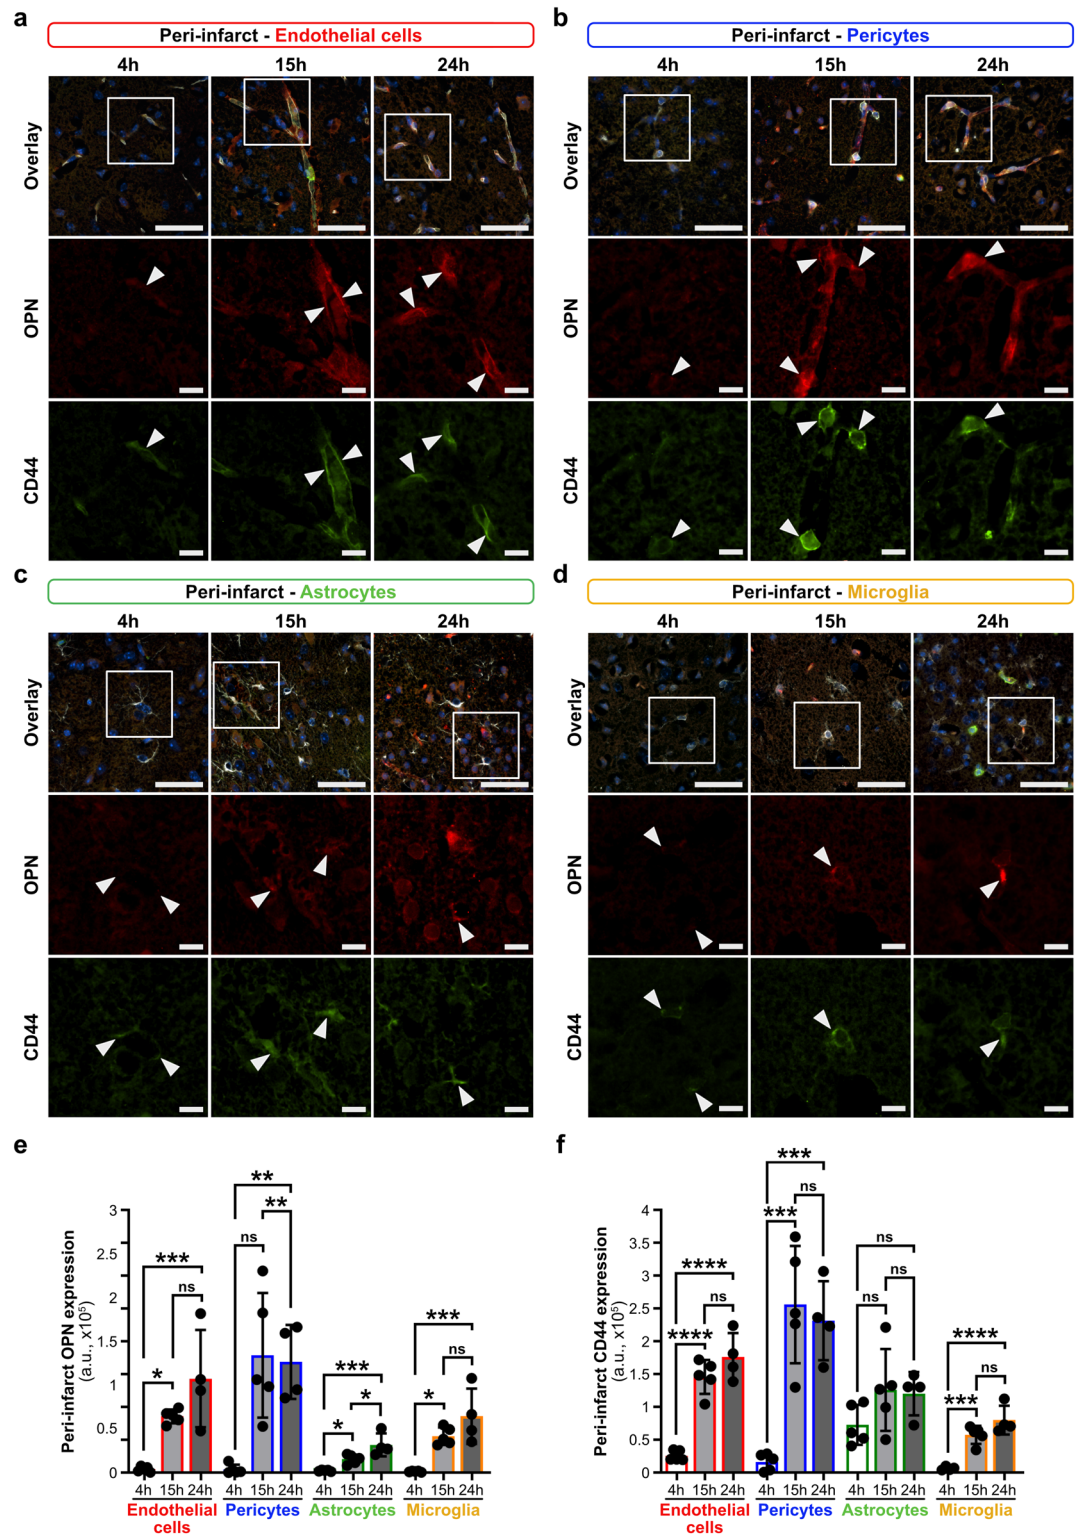 a
Peri-infarct - Endothelial cells
4h 15h 24h
Overlay
OPN
CD44
b
Peri-infarct - Pericytes
4h 15h 24h
Overlay
OPN
CD44
c
Peri-infarct - Astrocytes
4h 15h 24h
Overlay
OPN
CD44
d
Peri-infarct - Microglia
4h 15h 24h
Overlay
OPN
CD44
e
Peri-infarct OPN expression
(a.u., x10⁵)
3
2.5
2
1.5
1
0.5
0
*** ns *
** ** ns
*** * *
*** ns *
4h 15h 24h 4h 15h 24h 4h 15h 24h 4h 15h 24h
Endothelial Pericytes Astrocytes Microglia
cells
f
Peri-infarct CD44 expression
(a.u., x10⁵)
4
3.5
3
2.5
2
1.5
1
0.5
0
**** ns ****
*** ns ***
ns ns ns
**** ns ***
4h 15h 24h 4h 15h 24h 4h 15h 24h 4h 15h 24h
Endothelial Pericytes Astrocytes Microglia
cells